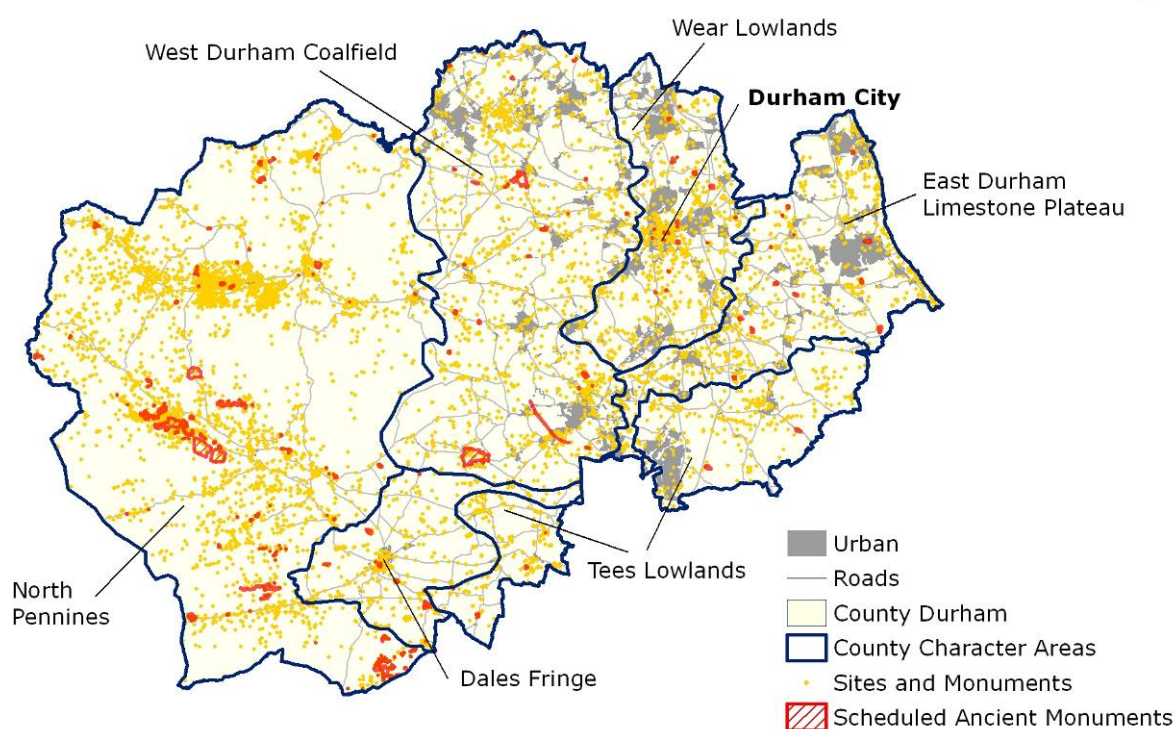 West Durham Coalfield
Wear Lowlands
Durham City
East Durham
Limestone Plateau
North
Pennines
Tees Lowlands
Dales Fringe
Urban
Roads
County Durham
County Character Areas
Sites and Monuments
Scheduled Ancient Monuments